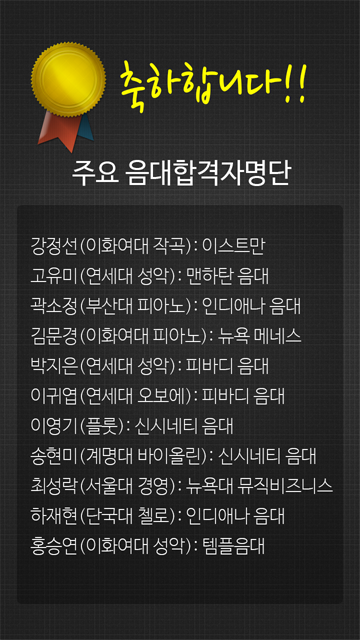 축하합니다!!
주요 음대합격자명단
강정선(이화여대 작곡) : 이스트만
고유미(연세대 성악) : 맨하탄 음대
곽소정(부산대 피아노) : 인디애나 음대
김문경(이화여대 피아노) : 뉴욕 메네스
박지은(연세대 성악) : 피바디 음대
이귀엽(연세대 오보에) : 피바디 음대
이영기(플룻) : 신시네티 음대
송현미(계명대 바이올린) : 신시네티 음대
최성락(서울대 경영) : 뉴욕대 뮤직비즈니스
하재현(단국대 첼로) : 인디애나 음대
홍승연(이화여대 성악) : 템플음대